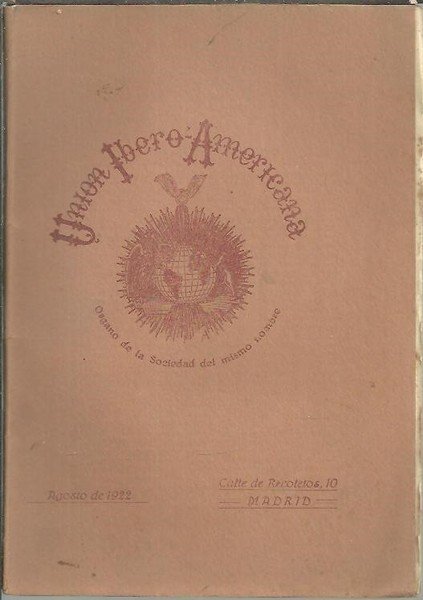 Union Ibero-Americana
Organo de la Sociedad del mismo nombre
Agosto de 1922
Calle de Recoletos, 10
MADRID